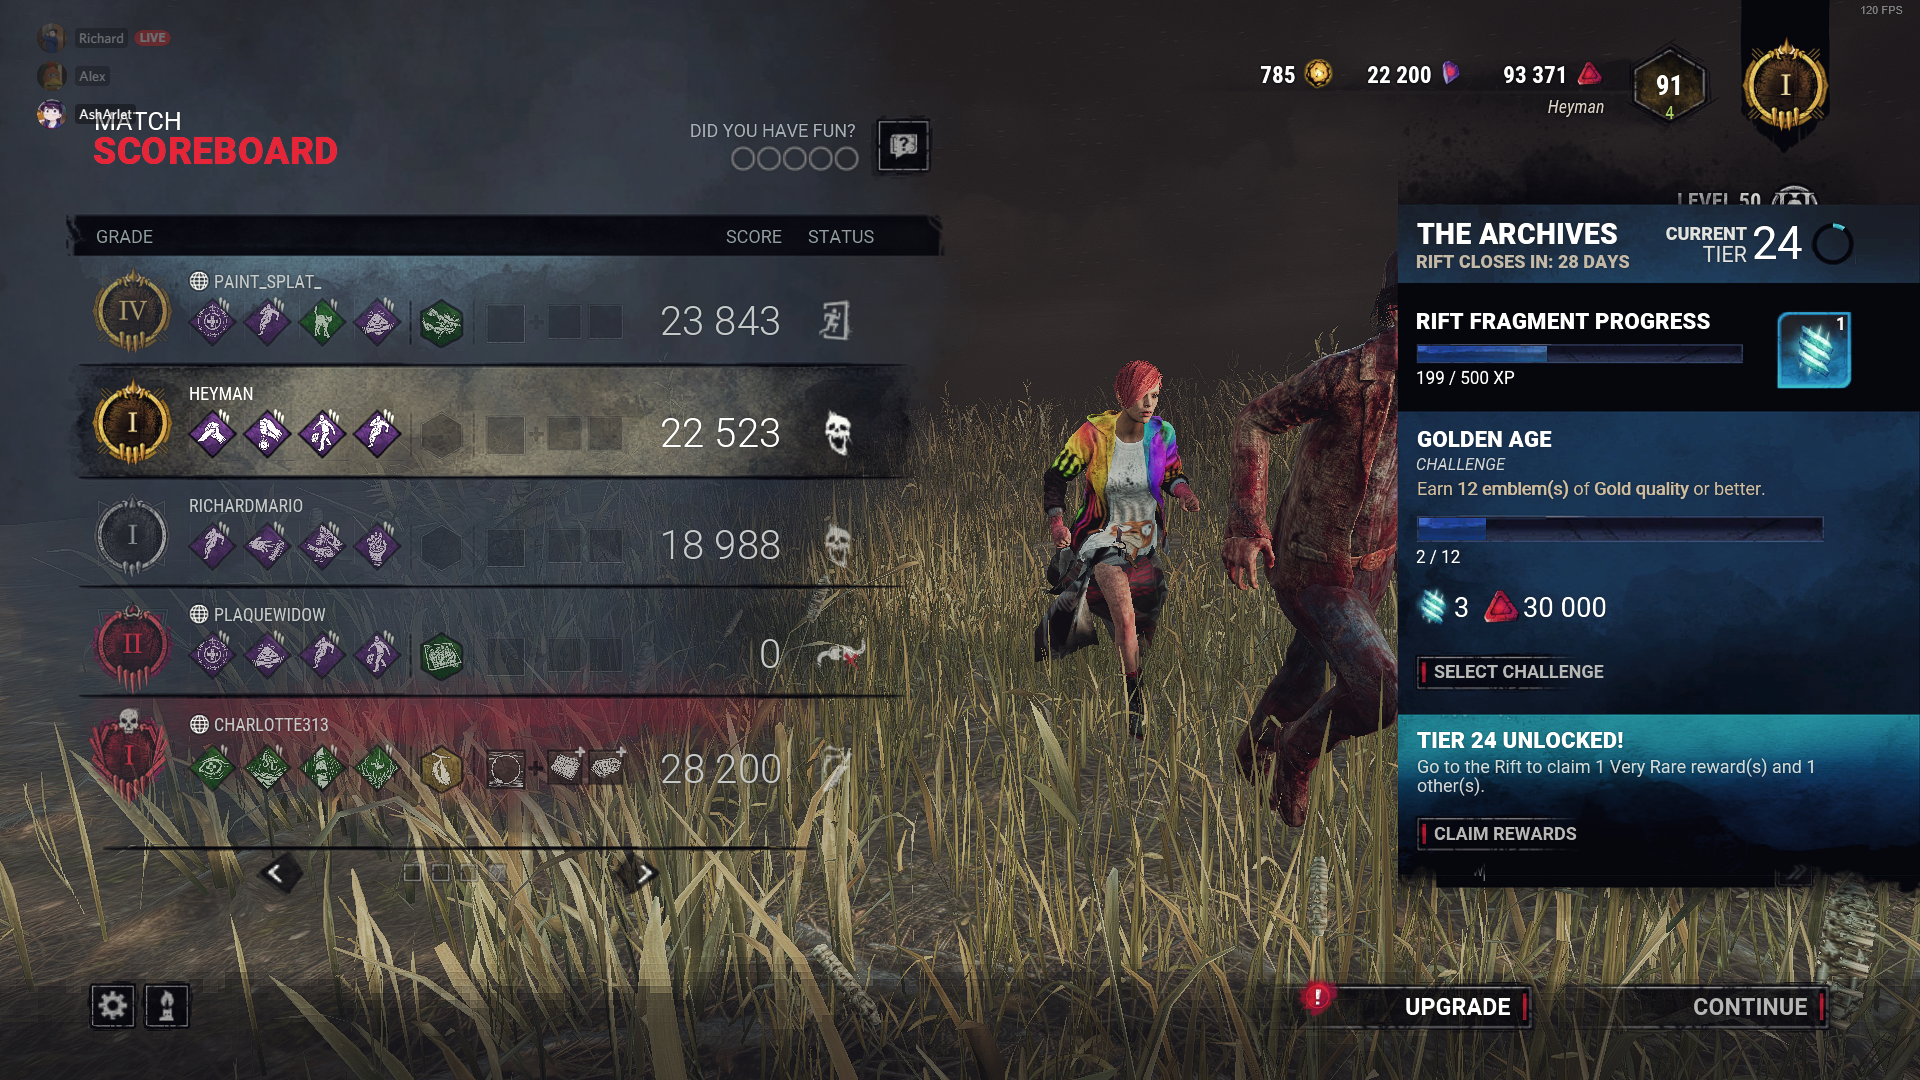 120 FPS
Richard LIVE
Alex
AshArlet
MATCH
SCOREBOARD
DID YOU HAVE FUN?
785
22 200
93 371
Heyman
91
4
I
LEVEL 50
GRADE SCORE STATUS
IV PAINT_SPLAT_ 23 843
I HEYMAN 22 523
I RICHARDMARIO 18 988
II PLAQUEWIDOW 0
I CHARLOTTE313 28 200
THE ARCHIVES
RIFT CLOSES IN: 28 DAYS
CURRENT
TIER 24
RIFT FRAGMENT PROGRESS
1
199 / 500 XP
GOLDEN AGE
CHALLENGE
Earn 12 emblem(s) of Gold quality or better.
2 / 12
3 30 000
SELECT CHALLENGE
TIER 24 UNLOCKED!
Go to the Rift to claim 1 Very Rare reward(s) and 1
other(s).
CLAIM REWARDS
! UPGRADE
CONTINUE